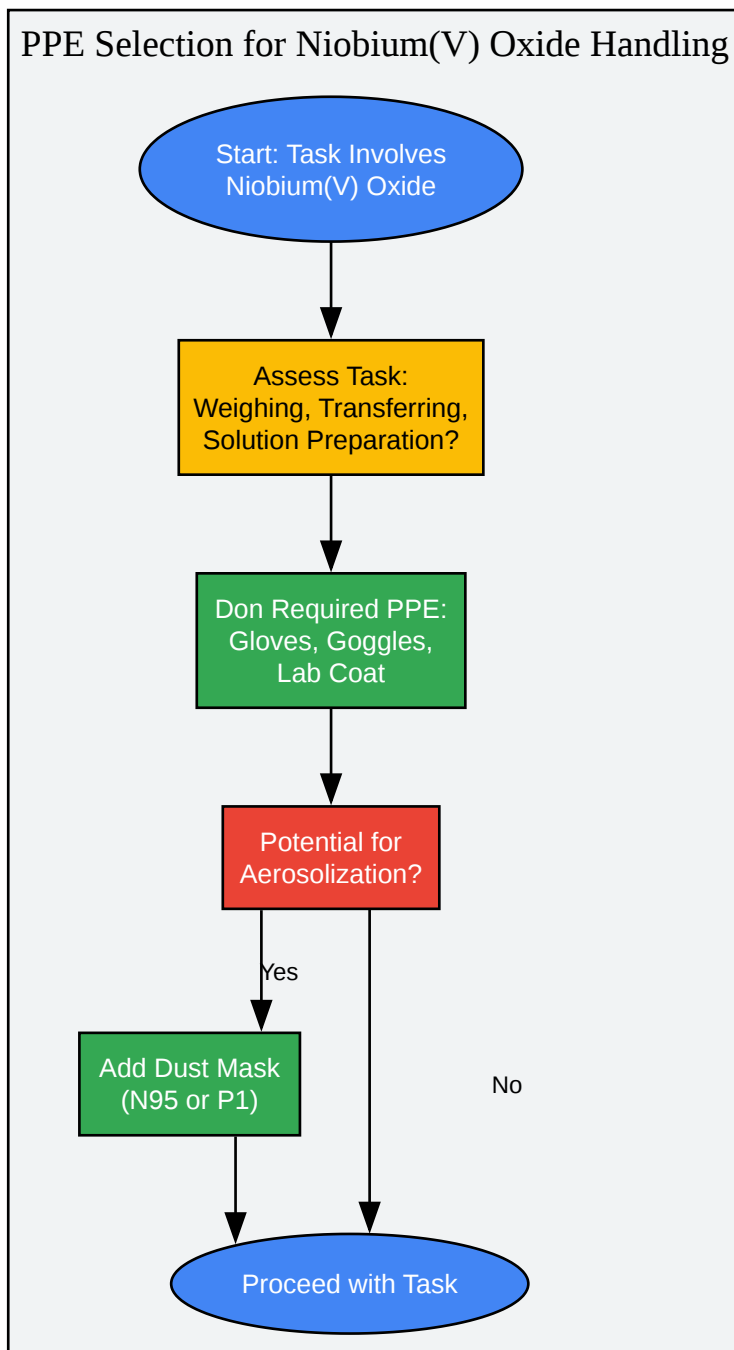 PPE Selection for Niobium(V) Oxide Handling
Start: Task Involves
Niobium(V) Oxide
Assess Task:
Weighing, Transferring,
Solution Preparation?
Don Required PPE:
Gloves, Goggles,
Lab Coat
Potential for
Aerosolization?
Yes
Add Dust Mask
(N95 or P1)
No
Proceed with Task